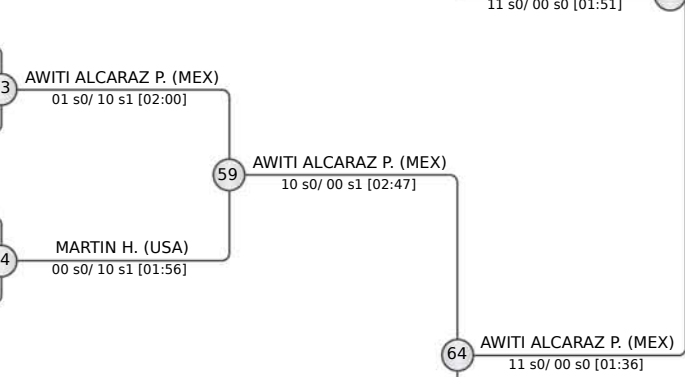 11 s0/ 00 s0 [01:51]
3
AWITI ALCARAZ P. (MEX)
01 s0/ 10 s1 [02:00]
59
AWITI ALCARAZ P. (MEX)
10 s0/ 00 s1 [02:47]
4
MARTIN H. (USA)
00 s0/ 10 s1 [01:56]
64
AWITI ALCARAZ P. (MEX)
11 s0/ 00 s0 [01:36]